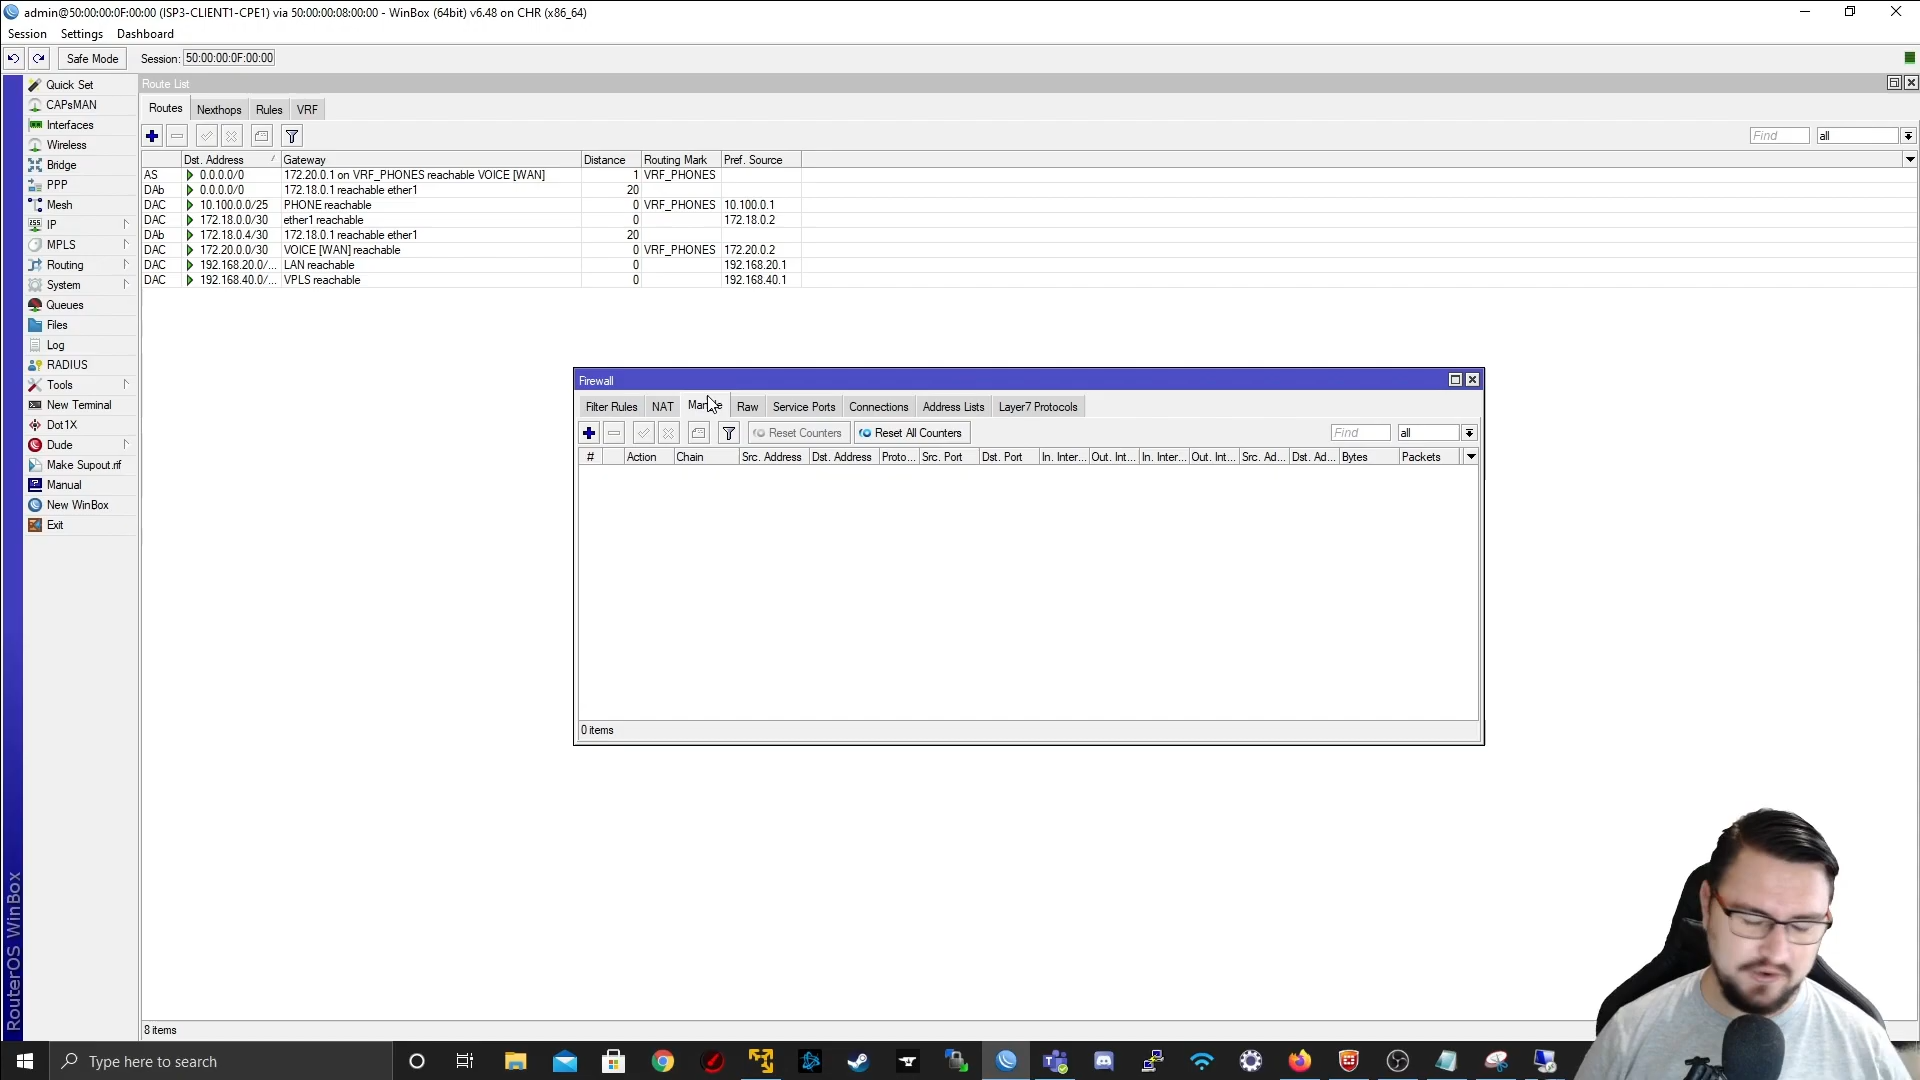 admin@50:00:00:0F:00:00 (ISP3-CLIENT1-CPE1) via 50:00:00:08:00:00 - WinBox (64bit) v6.48 on CHR (x86_64)
Session Settings Dashboard
Safe Mode Session: 50:00:00:0F:00:00
Quick Set
CAPsMAN
Interfaces
Wireless
Bridge
PPP
Mesh
IP
MPLS
Routing
System
Queues
Files
Log
RADIUS
Tools
New Terminal
Dot1X
Dude
Make Supout.rif
Manual
New WinBox
Exit
RouterOS WinBox
Route List
Routes Nexthops Rules VRF
Find all
Dst. Address Gateway Distance Routing Mark Pref. Source
AS 0.0.0.0/0 172.20.0.1 on VRF_PHONES reachable VOICE [WAN] 1 VRF_PHONES
DAb 0.0.0.0/0 172.18.0.1 reachable ether1 20
DAC 10.100.0.0/25 PHONE reachable 0 VRF_PHONES 10.100.0.1
DAC 172.18.0.0/30 ether1 reachable 0 172.18.0.2
DAb 172.18.0.4/30 172.18.0.1 reachable ether1 20
DAC 172.20.0.0/30 VOICE [WAN] reachable 0 VRF_PHONES 172.20.0.2
DAC 192.168.20.0/... LAN reachable 0 192.168.20.1
DAC 192.168.40.0/... VPLS reachable 0 192.168.40.1
Firewall
Filter Rules NAT Raw Service Ports Connections Address Lists Layer7 Protocols
Reset Counters Reset All Counters Find all
# Action Chain Src. Address Dst. Address Proto... Src. Port Dst. Port In. Inter... Out. Int... In. Inter... Out. Int... Src. Ad... Dst. Ad... Bytes Packets
0 items
8 items
Type here to search